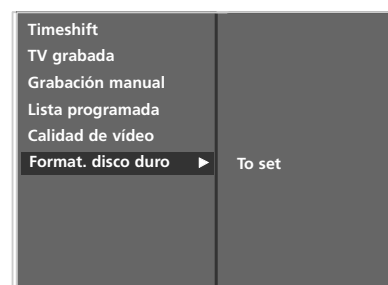 Timeshift
TV grabada
Grabación manual
Lista programada
Calidad de vídeo
Format. disco duro ▶ To set